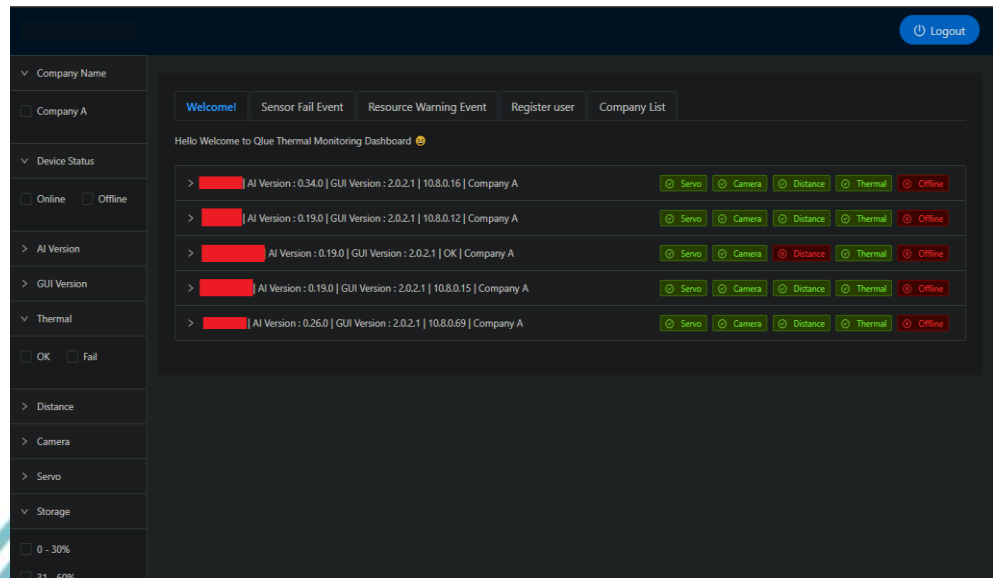 Logout
Company Name
Company A
Device Status
Online Offline
AI Version
GUI Version
Thermal
OK Fail
Distance
Camera
Servo
Storage
0 - 30%
31 - 60%
Welcome! Sensor Fail Event Resource Warning Event Register user Company List
Hello Welcome to Qlue Thermal Monitoring Dashboard 😀
| AI Version : 0.34.0 | GUI Version : 2.0.2.1 | 10.8.0.16 | Company A Servo Camera Distance Thermal Offline
| AI Version : 0.19.0 | GUI Version : 2.0.2.1 | 10.8.0.12 | Company A Servo Camera Distance Thermal Offline
| AI Version : 0.19.0 | GUI Version : 2.0.2.1 | OK | Company A Servo Camera Distance Thermal Offline
| AI Version : 0.19.0 | GUI Version : 2.0.2.1 | 10.8.0.15 | Company A Servo Camera Distance Thermal Offline
| AI Version : 0.26.0 | GUI Version : 2.0.2.1 | 10.8.0.69 | Company A Servo Camera Distance Thermal Offline